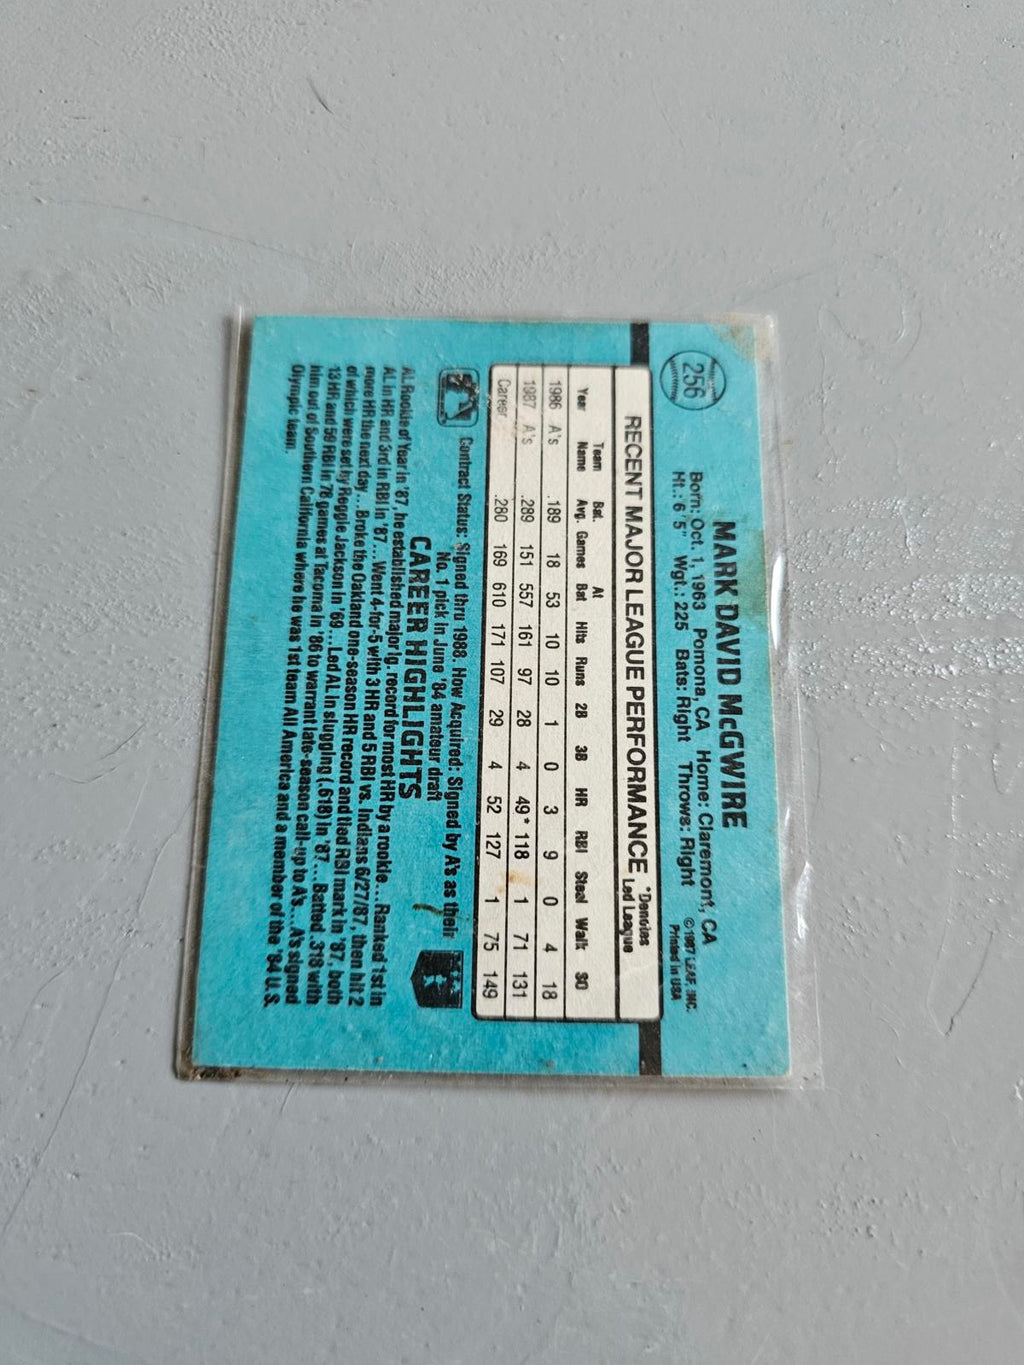 256
MARK DAVID McGWIRE
Born: Oct. 1, 1963 Pomona, CA Home: Claremont, CA
Ht.: 6'5" Wgt.: 225 Bats: Right Throws: Right
© 1987 LEAF, INC.
Printed in USA
RECENT MAJOR LEAGUE PERFORMANCE
*Denotes
Led League
Year Team Name Bat. Avg. Games At Bat Hits Runs 2B 3B HR RBI Steal Walk SO
1986 A's .189 18 53 10 10 1 0 3 9 0 4 18
1987 A's .289 151 557 161 97 28 4 49* 118 1 71 131
Career .280 169 610 171 107 29 4 52 127 1 75 149
Contract Status: Signed thru 1988. How Acquired: Signed by A's as their
No. 1 pick in June '84 amateur draft
CAREER HIGHLIGHTS
AL Rookie of Year in '87, he established major lg. record for most HR by a rookie...Ranked 1st in
AL in HR and 3rd in RBI in '87...Went 4-for-5 with 3 HR and 5 RBI vs. Indians 6/27/87, then hit 2
more HR the next day...Broke the Oakland one-season HR record and tied RBI mark in '87, both
of which were set by Reggie Jackson in '69...Led AL in slugging (.618) in '87...Batted .318 with
13 HR and 59 RBI in 78 games at Tacoma in '86 to warrant late-season call-up to A's...A's signed
him out of Southern California where he was 1st team All America and a member of the '84 U.S.
Olympic team.